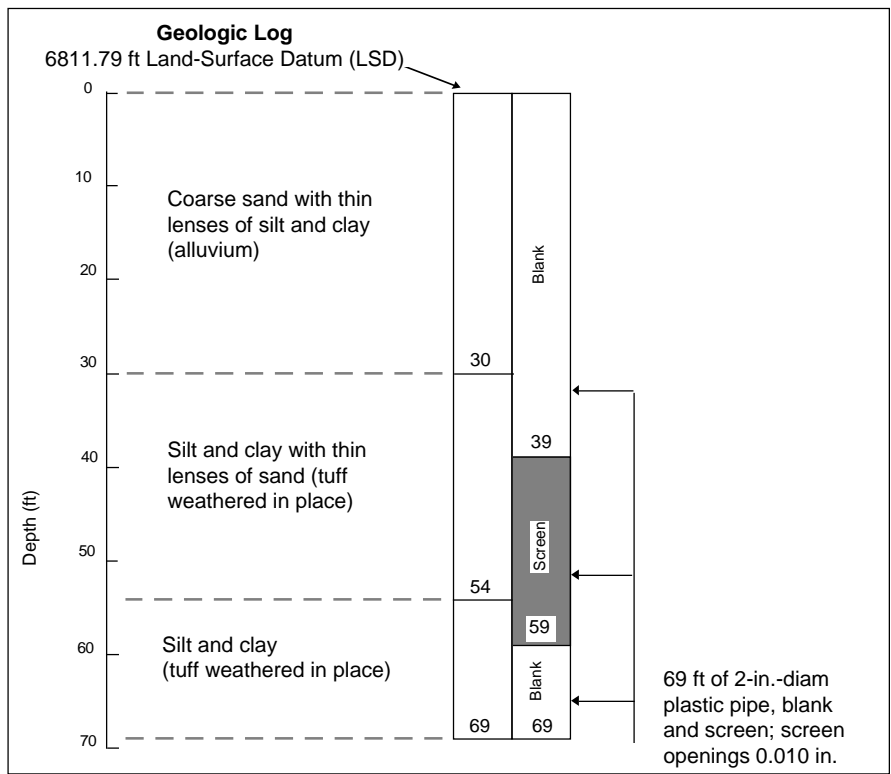 Geologic Log
6811.79 ft Land-Surface Datum (LSD)
0
10
20
30
40
50
60
70
Depth (ft)
Coarse sand with thin
lenses of silt and clay
(alluvium)
Silt and clay with thin
lenses of sand (tuff
weathered in place)
Silt and clay
(tuff weathered in place)
30
54
69
Blank
39
Screen
59
Blank
69
69 ft of 2-in.-diam
plastic pipe, blank
and screen; screen
openings 0.010 in.